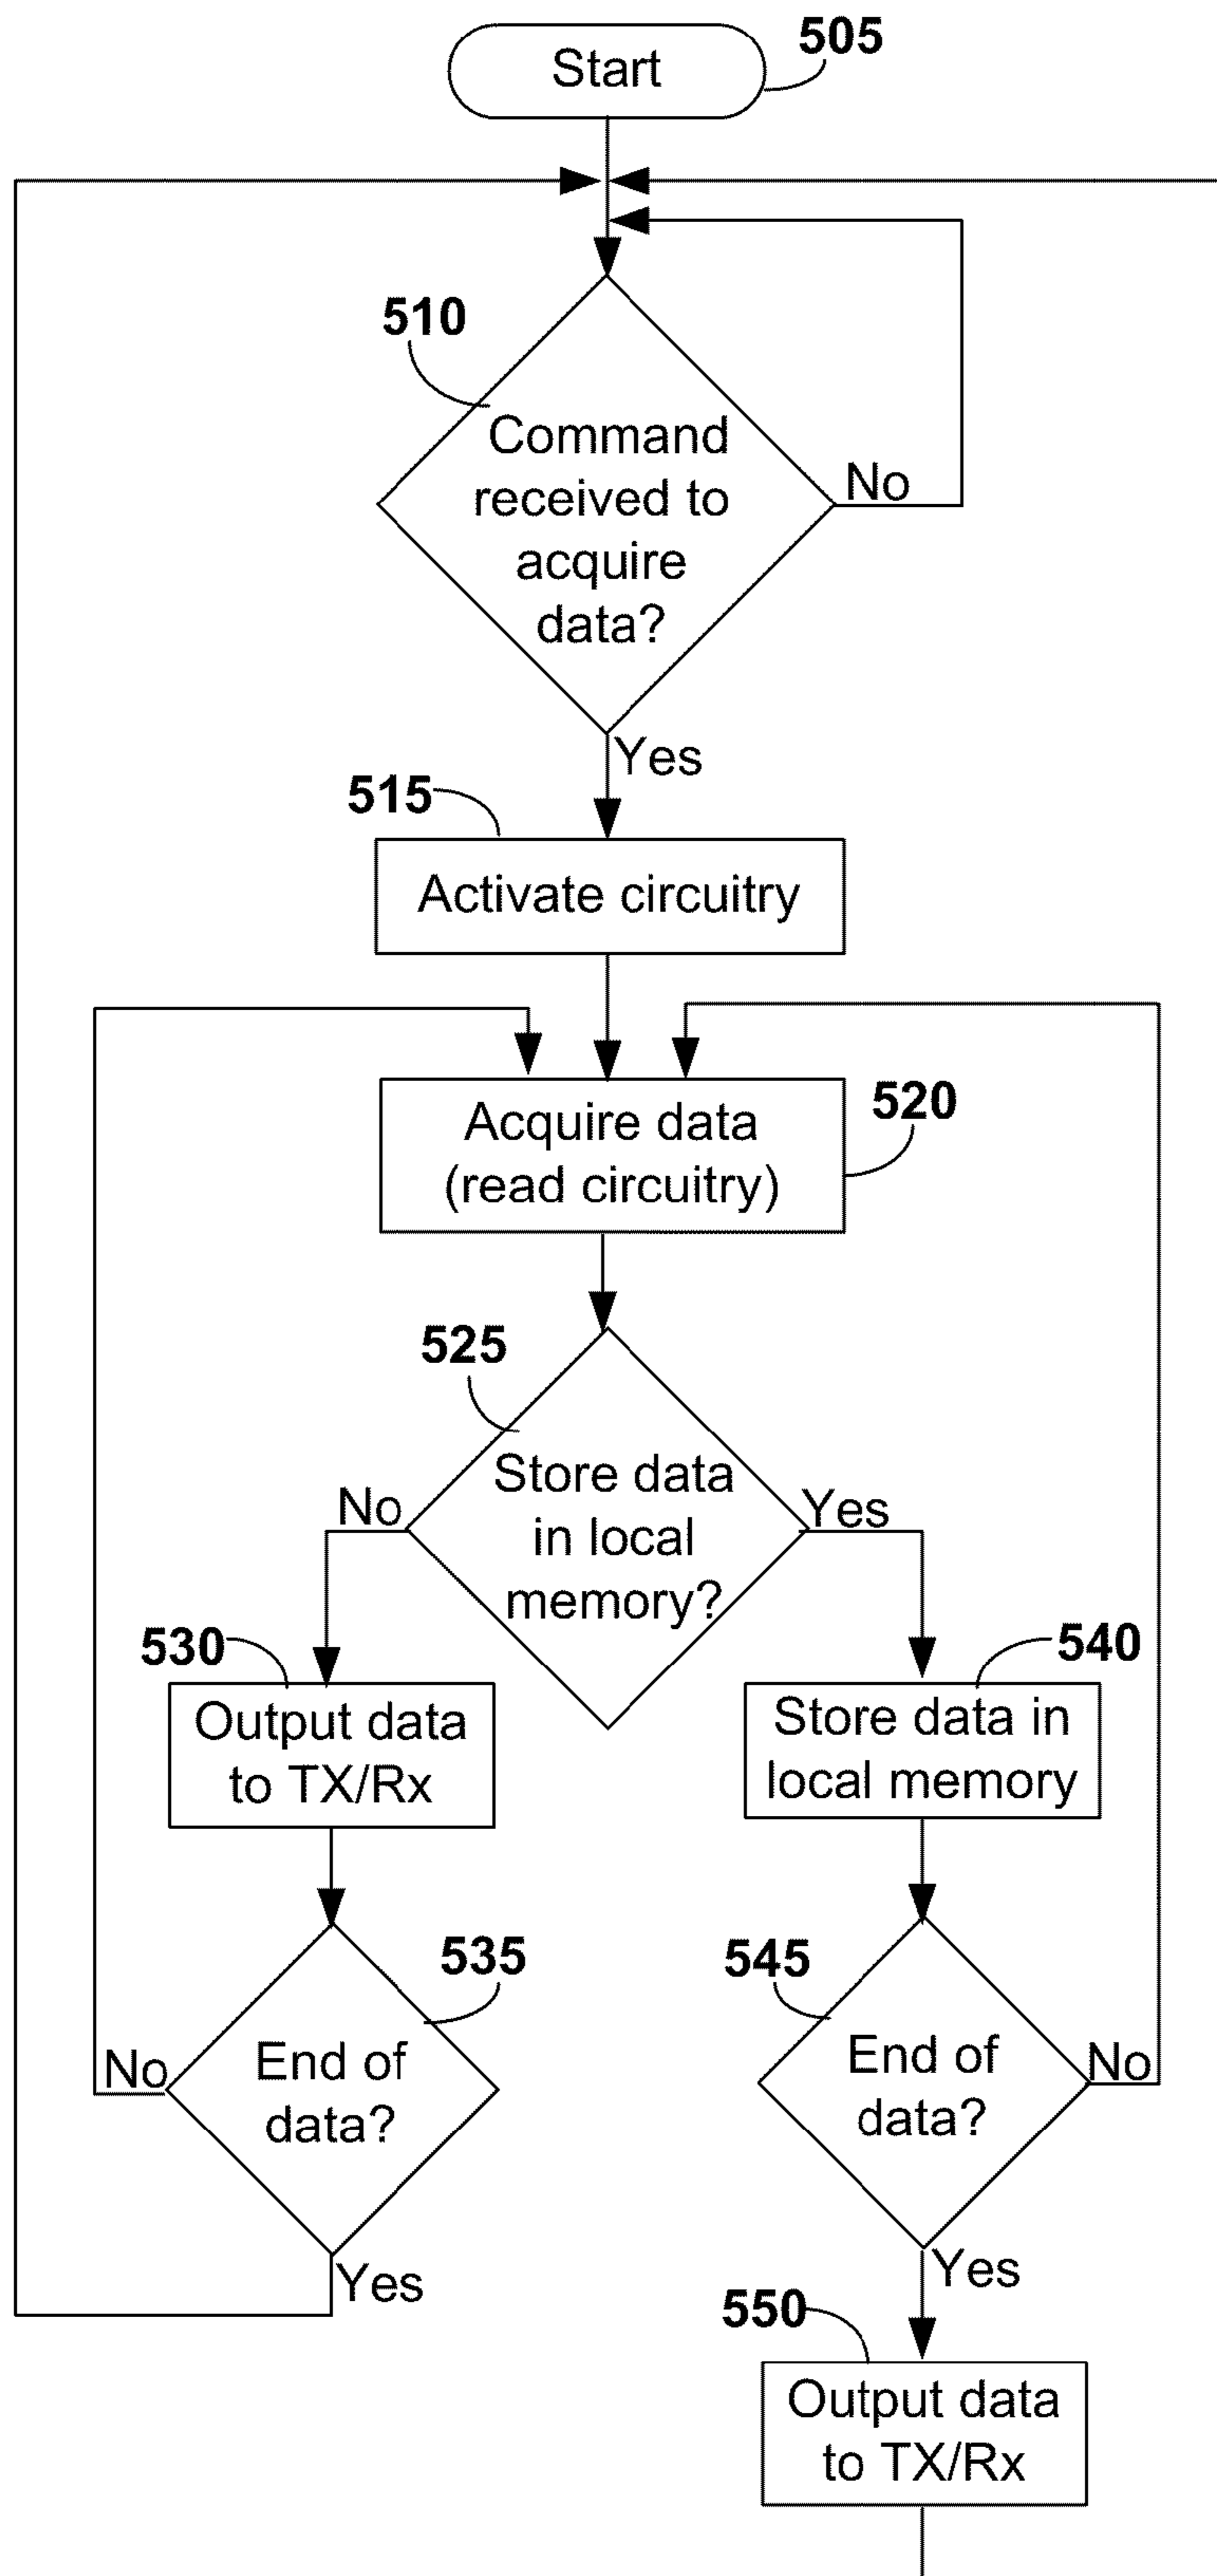 505
Start
510
Command
received to
acquire
data?
No
Yes
515
Activate circuitry
520
Acquire data
(read circuitry)
525
Store data
in local
memory?
No
Yes
530
Output data
to TX/Rx
540
Store data in
local memory
535
End of
data?
No
Yes
545
End of
data?
No
Yes
550
Output data
to TX/Rx